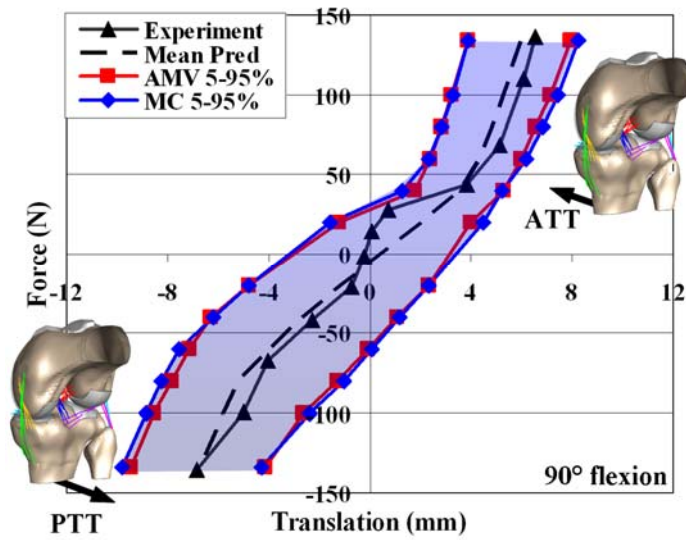 Experiment
Mean Pred
AMV 5-95%
MC 5-95%
150
100
50
0
-50
-100
-150
-12
-8
-4
0
4
8
12
Force (N)
Translation (mm)
ATT
PTT
90° flexion